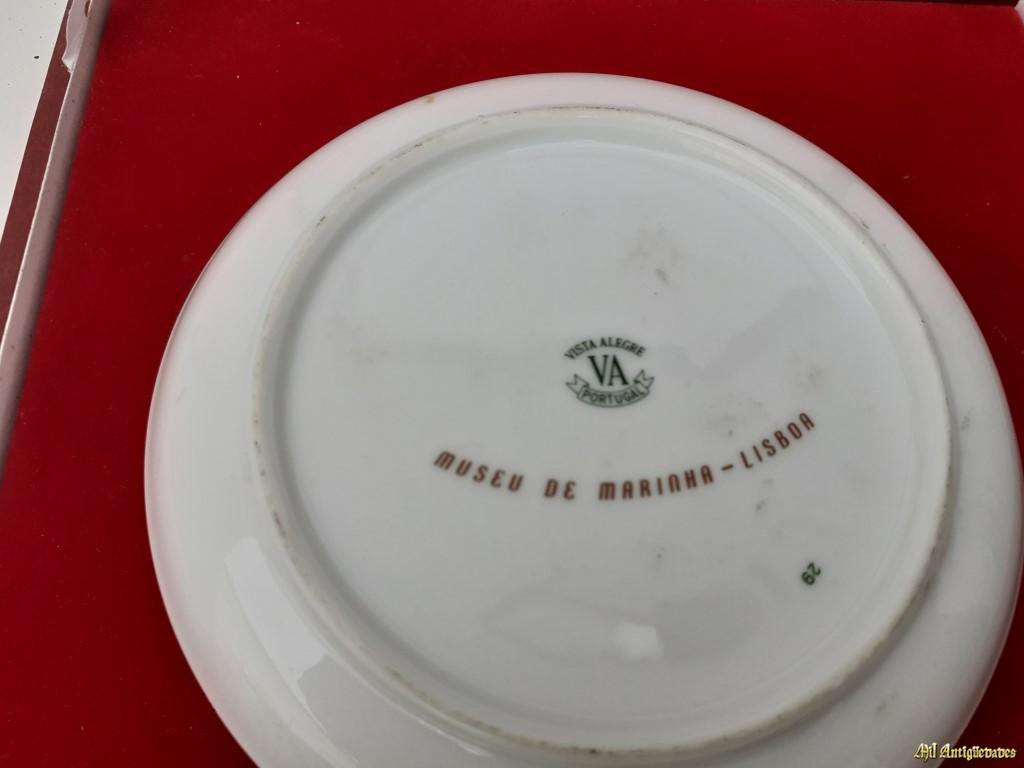 VISTA ALEGRE
VA
PORTUGAL
MUSEU DE MARINHA - LISBOA
29
Mil Antigüedades